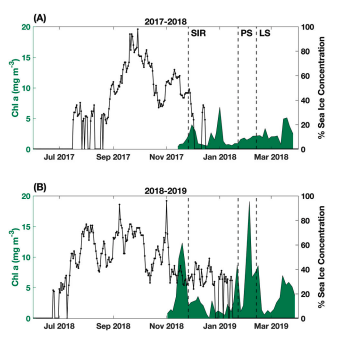 (A)
2017-2018
SIR
PS
LS
Chl a (mg m-3)
20
15
10
5
0
100
80
60
40
20
0
% Sea Ice Concentration
Jul 2017
Sep 2017
Nov 2017
Jan 2018
Mar 2018
(B)
2018-2019
Chl a (mg m-3)
20
15
10
5
0
100
80
60
40
20
0
% Sea Ice Concentration
Jul 2018
Sep 2018
Nov 2018
Jan 2019
Mar 2019